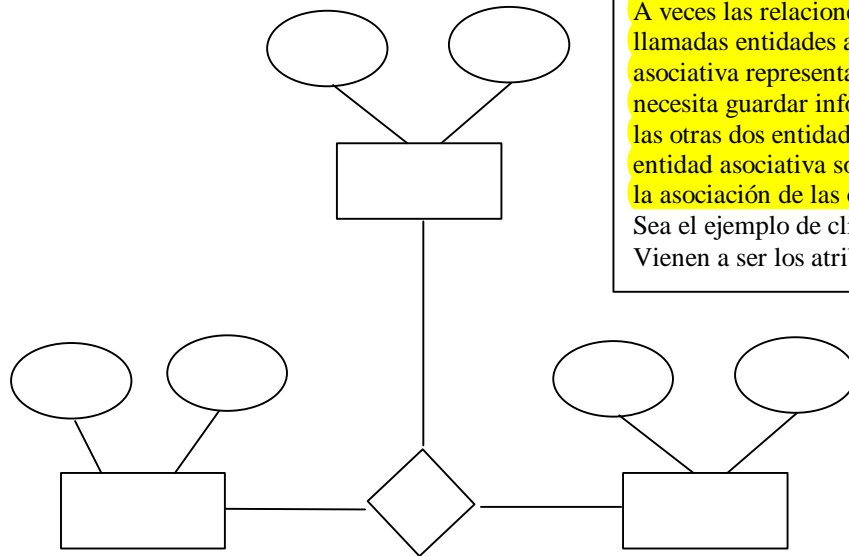 A veces las relacione
llamadas entidades a
asociativa representa
necesita guardar info
las otras dos entidad
entidad asociativa so
la asociación de las
Sea el ejemplo de cli
Vienen a ser los atri